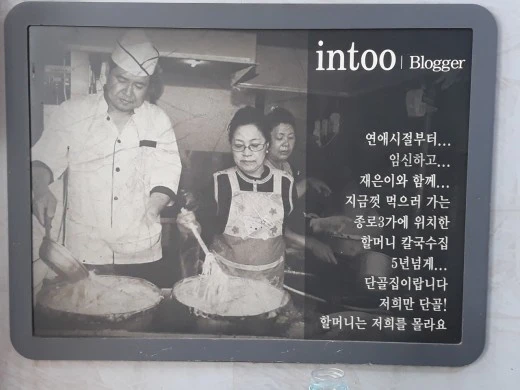 intoo | Blogger
연애시절부터...
임신하고...
재은이와 함께...
지금껏 먹으러 가는
종로3가에 위치한
할머니 칼국수집
5년넘게...
단골집이랍니다
저희만 단골!
할머니는 저희를 몰라요